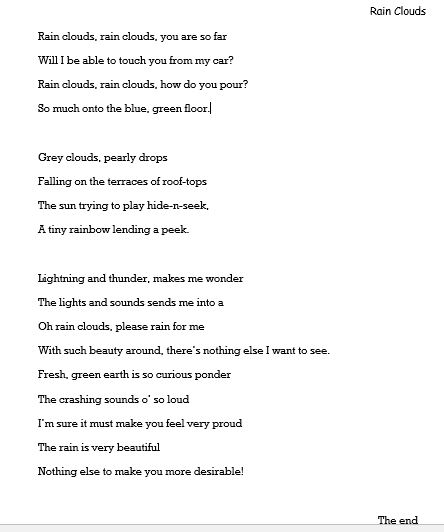 Rain Clouds
Rain clouds, rain clouds, you are so far
Will I be able to touch you from my car?
Rain clouds, rain clouds, how do you pour?
So much onto the blue, green floor.
Grey clouds, pearly drops
Falling on the terraces of roof-tops
The sun trying to play hide-n-seek,
A tiny rainbow lending a peek.
Lightning and thunder, makes me wonder
The lights and sounds sends me into a
Oh rain clouds, please rain for me
With such beauty around, there's nothing else I want to see.
Fresh, green earth is so curious ponder
The crashing sounds o' so loud
I'm sure it must make you feel very proud
The rain is very beautiful
Nothing else to make you more desirable!
The end